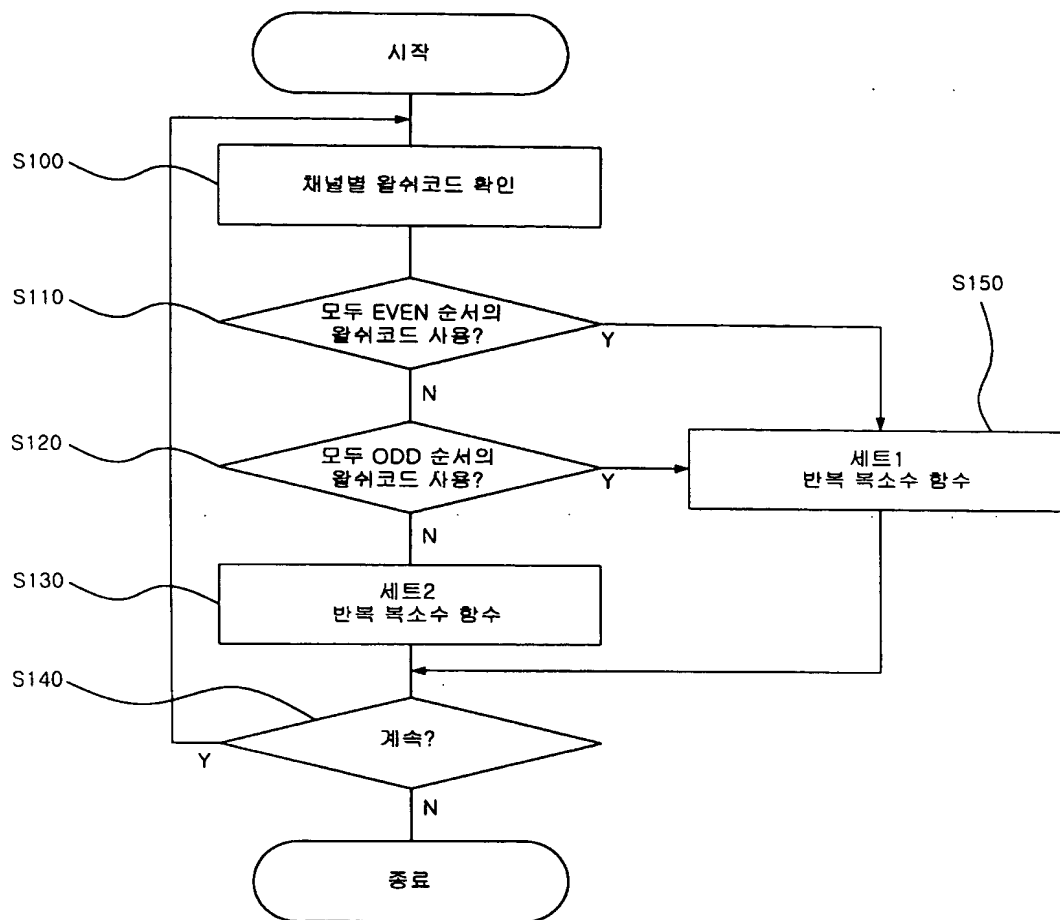 시작
S100
채널별 왈쉬코드 확인
S110
모두 EVEN 순서의
왈쉬코드 사용?
Y
N
S150
S120
모두 ODD 순서의
왈쉬코드 사용?
Y
N
세트1
반복 복소수 함수
S130
세트2
반복 복소수 함수
S140
계속?
Y
N
종료